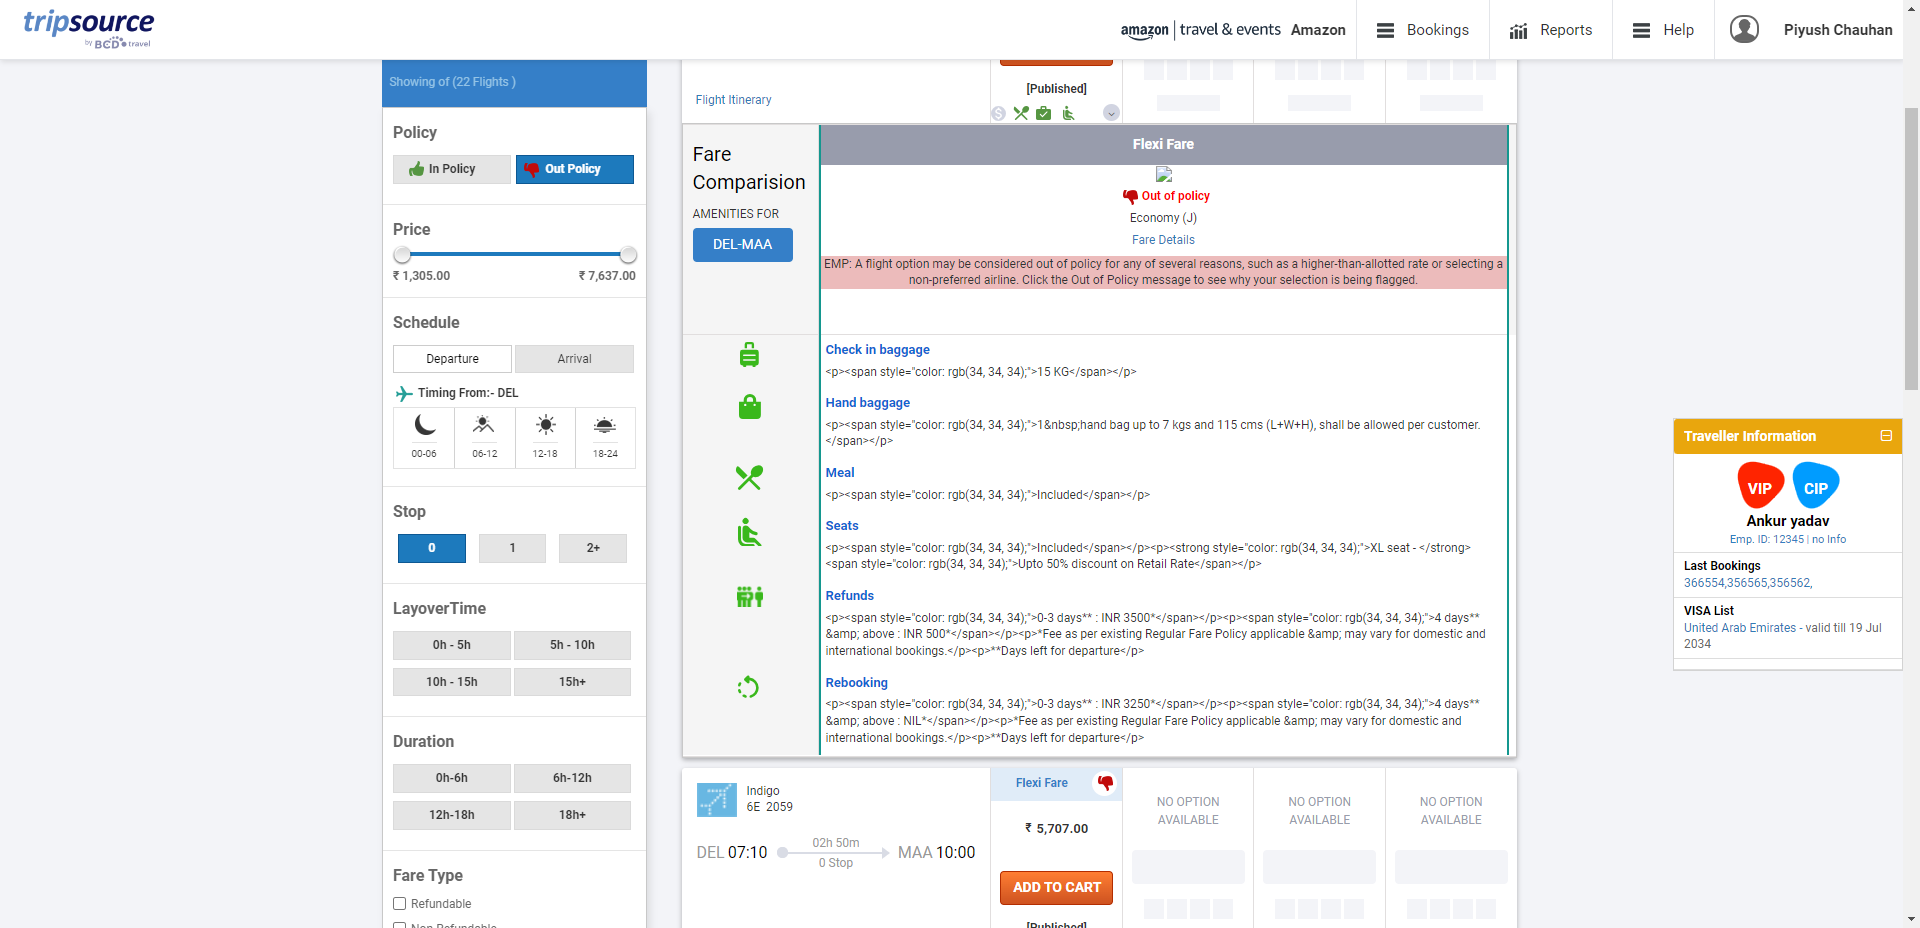 tripsource
by BCD travel
amazon | travel & events Amazon
Bookings
Reports
Help
Piyush Chauhan
Showing of (22 Flights )
Policy
In Policy
Out Policy
Price
₹ 1,305.00
₹ 7,637.00
Schedule
Departure
Arrival
Timing From:- DEL
00-06
06-12
12-18
18-24
Stop
0
1
2+
LayoverTime
0h - 5h
5h - 10h
10h - 15h
15h+
Duration
0h-6h
6h-12h
12h-18h
18h+
Fare Type
Refundable
Non Refundable
Flight Itinerary
[Published]
Fare
Comparision
AMENITIES FOR
DEL-MAA
Flexi Fare
Out of policy
Economy (J)
Fare Details
EMP: A flight option may be considered out of policy for any of several reasons, such as a higher-than-allotted rate or selecting a
non-preferred airline. Click the Out of Policy message to see why your selection is being flagged.
Check in baggage
<p><span style="color: rgb(34, 34, 34);">15 KG</span></p>
Hand baggage
<p><span style="color: rgb(34, 34, 34);">1&nbsp;hand bag up to 7 kgs and 115 cms (L+W+H), shall be allowed per customer.
</span></p>
Meal
<p><span style="color: rgb(34, 34, 34);">Included</span></p>
Seats
<p><span style="color: rgb(34, 34, 34);">Included</span></p><p><strong style="color: rgb(34, 34, 34);">XL seat - </strong>
<span style="color: rgb(34, 34, 34);">Upto 50% discount on Retail Rate</span></p>
Refunds
<p><span style="color: rgb(34, 34, 34);">0-3 days** : INR 3500*</span></p><p><span style="color: rgb(34, 34, 34);">4 days**
&amp; above : INR 500*</span></p><p>*Fee as per existing Regular Fare Policy applicable &amp; may vary for domestic and
international bookings.</p><p>**Days left for departure</p>
Rebooking
<p><span style="color: rgb(34, 34, 34);">0-3 days** : INR 3250*</span></p><p><span style="color: rgb(34, 34, 34);">4 days**
&amp; above : NIL*</span></p><p>*Fee as per existing Regular Fare Policy applicable &amp; may vary for domestic and
international bookings.</p><p>**Days left for departure</p>
Indigo
6E 2059
DEL 07:10
02h 50m
0 Stop
MAA 10:00
Flexi Fare
₹ 5,707.00
ADD TO CART
[Published]
NO OPTION
AVAILABLE
NO OPTION
AVAILABLE
NO OPTION
AVAILABLE
Traveller Information
VIP
CIP
Ankur yadav
Emp. ID: 12345 | no Info
Last Bookings
366554,356565,356562,
VISA List
United Arab Emirates - valid till 19 Jul
2034